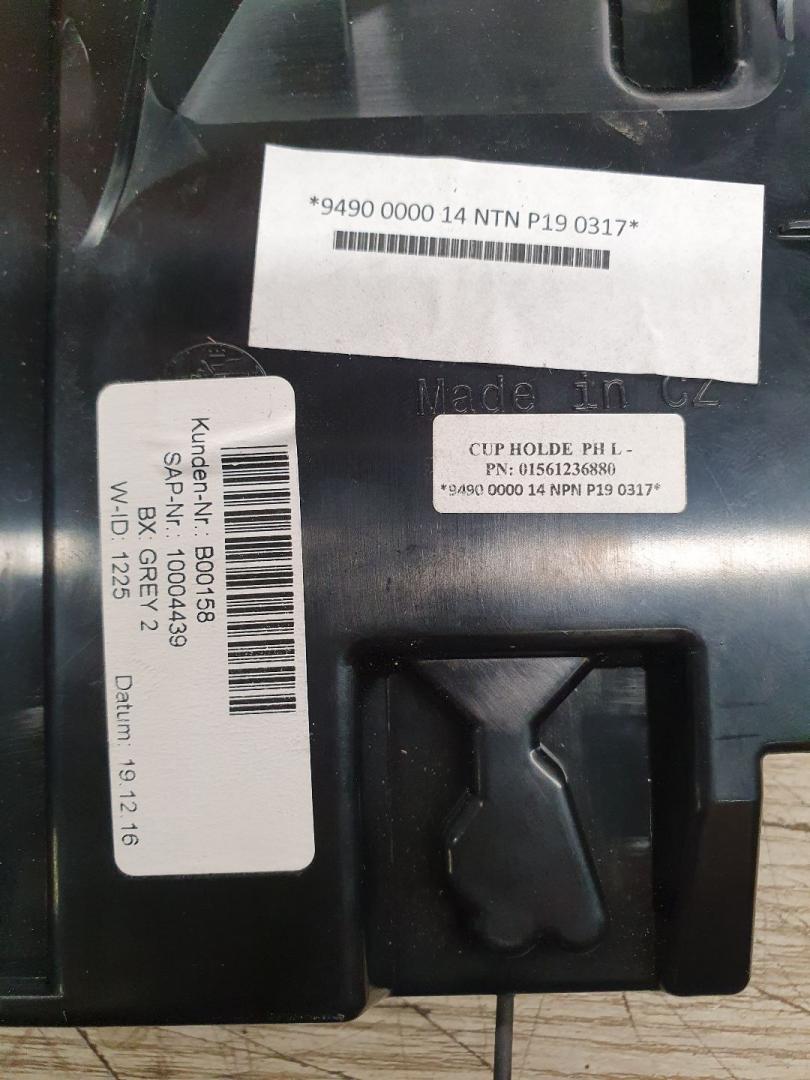 *9490 0000 14 NTN P19 0317*
Made in CZ
CUP HOLDE PH L -
PN: 01561236880
*9490 0000 14 NPN P19 0317*
Kunden-Nr.: B00158
SAP-Nr.: 10004439
BX: GREY 2
W-ID: 1225 Datum: 19.12.16